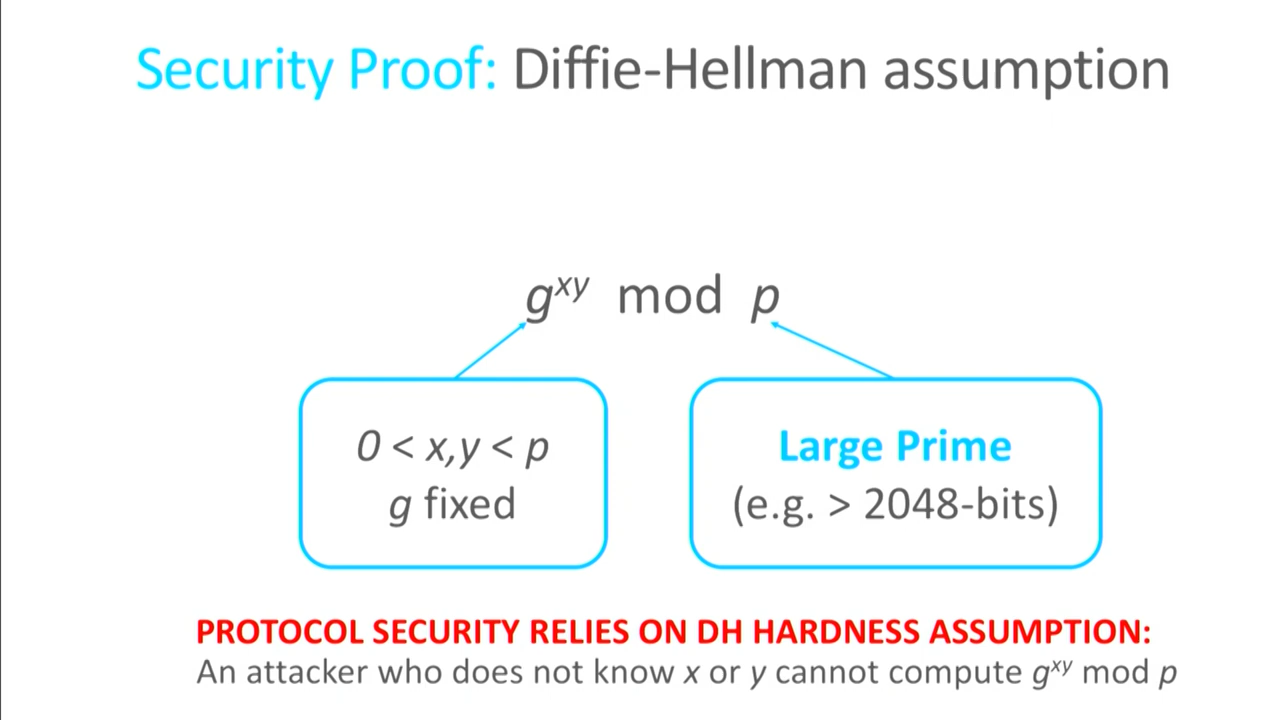 Security Proof: Diffie-Hellman assumption
g^xy mod p
0 < x,y < p
g fixed
Large Prime
(e.g. > 2048-bits)
PROTOCOL SECURITY RELIES ON DH HARDNESS ASSUMPTION:
An attacker who does not know x or y cannot compute g^xy mod p